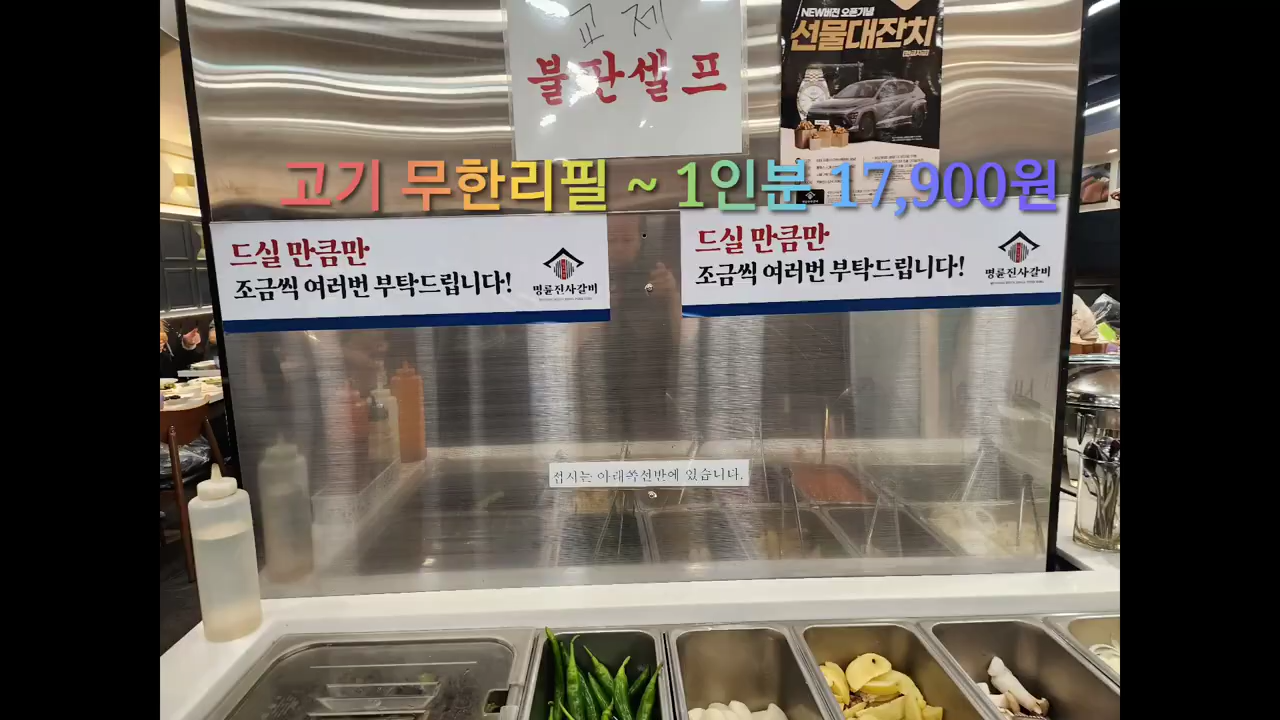 교 체
불판셀프
NEW버전 오픈기념
선물대잔치
고기 무한리필 ~ 1인분 17,900원
드실 만큼만
조금씩 여러번 부탁드립니다!
명륜진사갈비
드실 만큼만
조금씩 여러번 부탁드립니다!
명륜진사갈비
접시는 아래쪽선반에 있습니다.